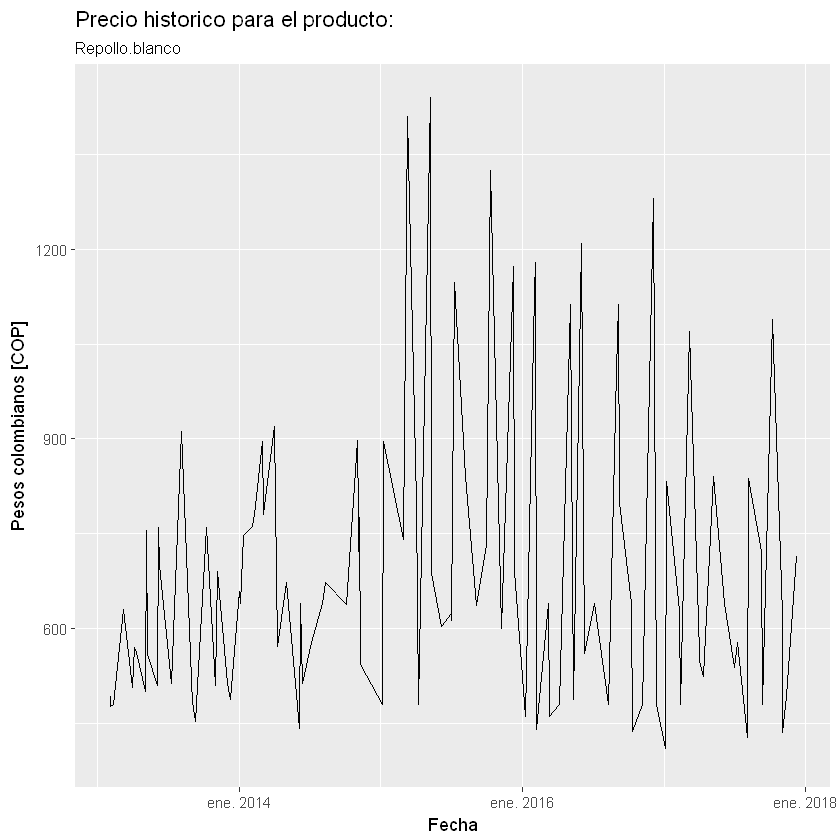 Precio historico para el producto:
Repollo.blanco
Pesos colombianos [COP]
1200
900
600
ene. 2014
ene. 2016
ene. 2018
Fecha